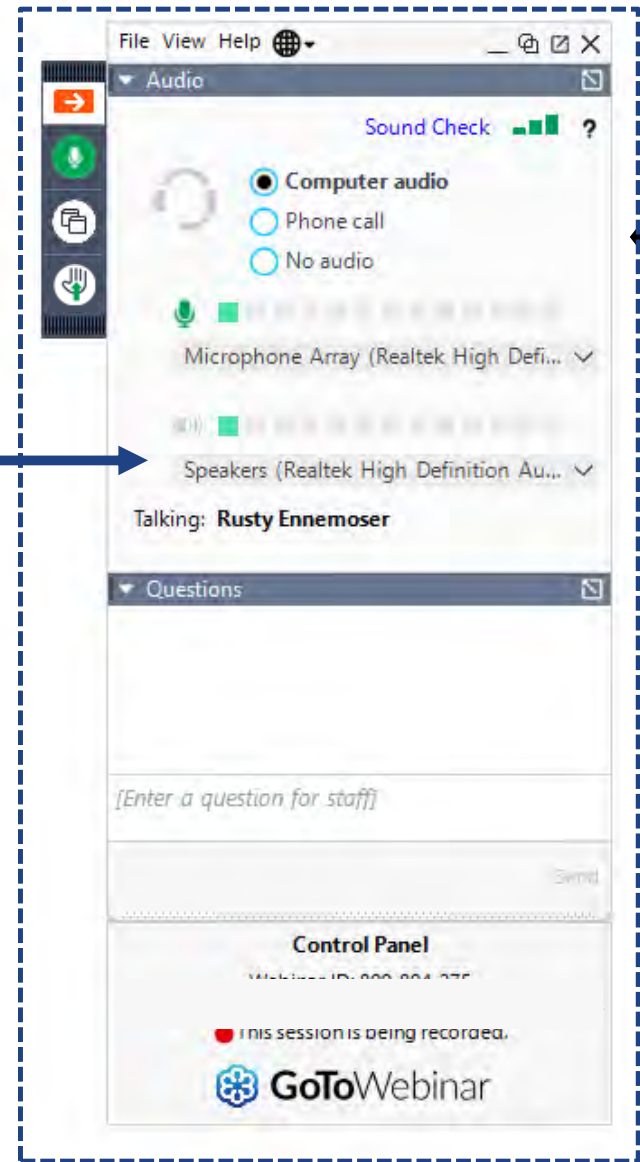 File View Help
Audio
Sound Check ?
Computer audio
Phone call
No audio
Microphone Array (Realtek High Defi...
Speakers (Realtek High Definition Au...
Talking: Rusty Ennemoser
Questions
[Enter a question for staff]
Send
Control Panel
Webinar ID:
This session is being recorded.
GoToWebinar